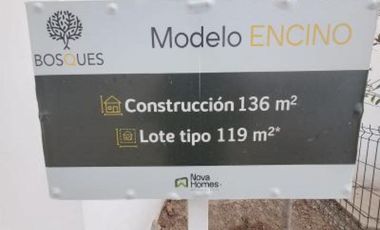 BOSQUES
Modelo ENCINO
Construcción 136 m²
Lote tipo 119 m²*
Nova
Homes